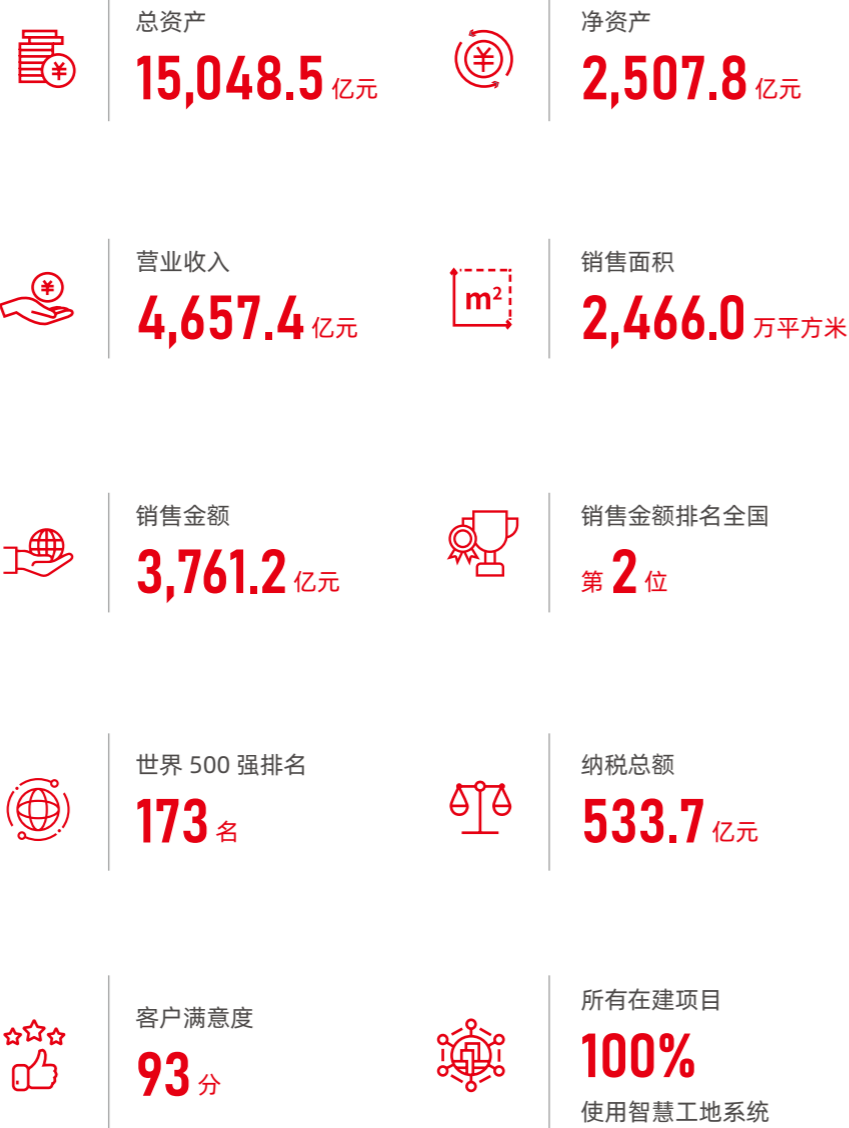 总资产
15,048.5 亿元
净资产
2,507.8 亿元
营业收入
4,657.4 亿元
销售面积
m²
2,466.0 万平方米
销售金额
3,761.2 亿元
销售金额排名全国
第 2 位
世界 500 强排名
173 名
纳税总额
533.7 亿元
客户满意度
93 分
所有在建项目
100%
使用智慧工地系统